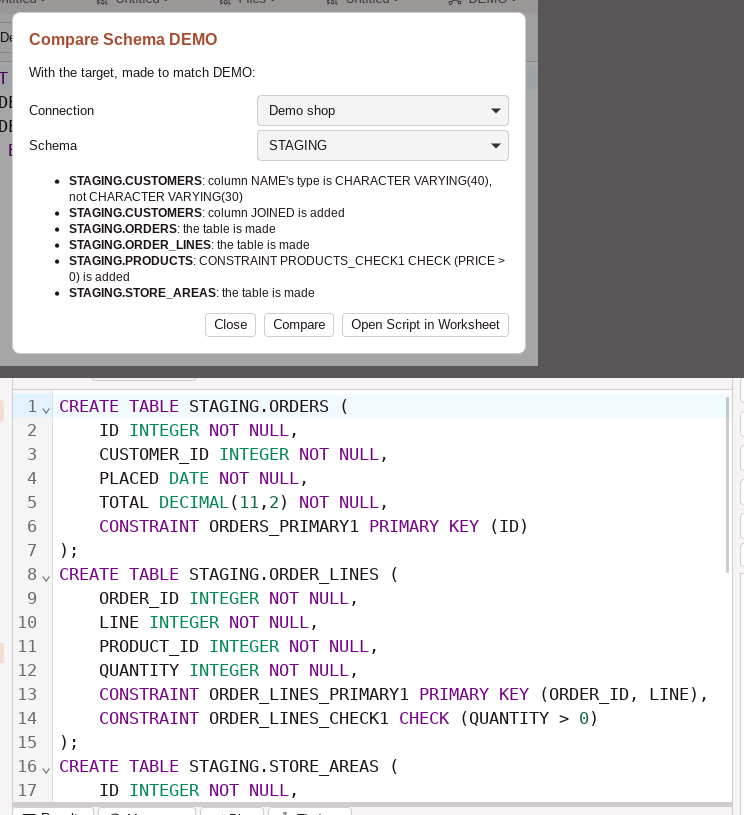 Compare Schema DEMO
With the target, made to match DEMO:
Connection
Demo shop
Schema
STAGING
• STAGING.CUSTOMERS: column NAME's type is CHARACTER VARYING(40),
not CHARACTER VARYING(30)
• STAGING.CUSTOMERS: column JOINED is added
• STAGING.ORDERS: the table is made
• STAGING.ORDER_LINES: the table is made
• STAGING.PRODUCTS: CONSTRAINT PRODUCTS_CHECK1 CHECK (PRICE >
0) is added
• STAGING.STORE_AREAS: the table is made
Close Compare Open Script in Worksheet
1 CREATE TABLE STAGING.ORDERS (
2 ID INTEGER NOT NULL,
3 CUSTOMER_ID INTEGER NOT NULL,
4 PLACED DATE NOT NULL,
5 TOTAL DECIMAL(11,2) NOT NULL,
6 CONSTRAINT ORDERS_PRIMARY1 PRIMARY KEY (ID)
7 );
8 CREATE TABLE STAGING.ORDER_LINES (
9 ORDER_ID INTEGER NOT NULL,
10 LINE INTEGER NOT NULL,
11 PRODUCT_ID INTEGER NOT NULL,
12 QUANTITY INTEGER NOT NULL,
13 CONSTRAINT ORDER_LINES_PRIMARY1 PRIMARY KEY (ORDER_ID, LINE),
14 CONSTRAINT ORDER_LINES_CHECK1 CHECK (QUANTITY > 0)
15 );
16 CREATE TABLE STAGING.STORE_AREAS (
17 ID INTEGER NOT NULL,